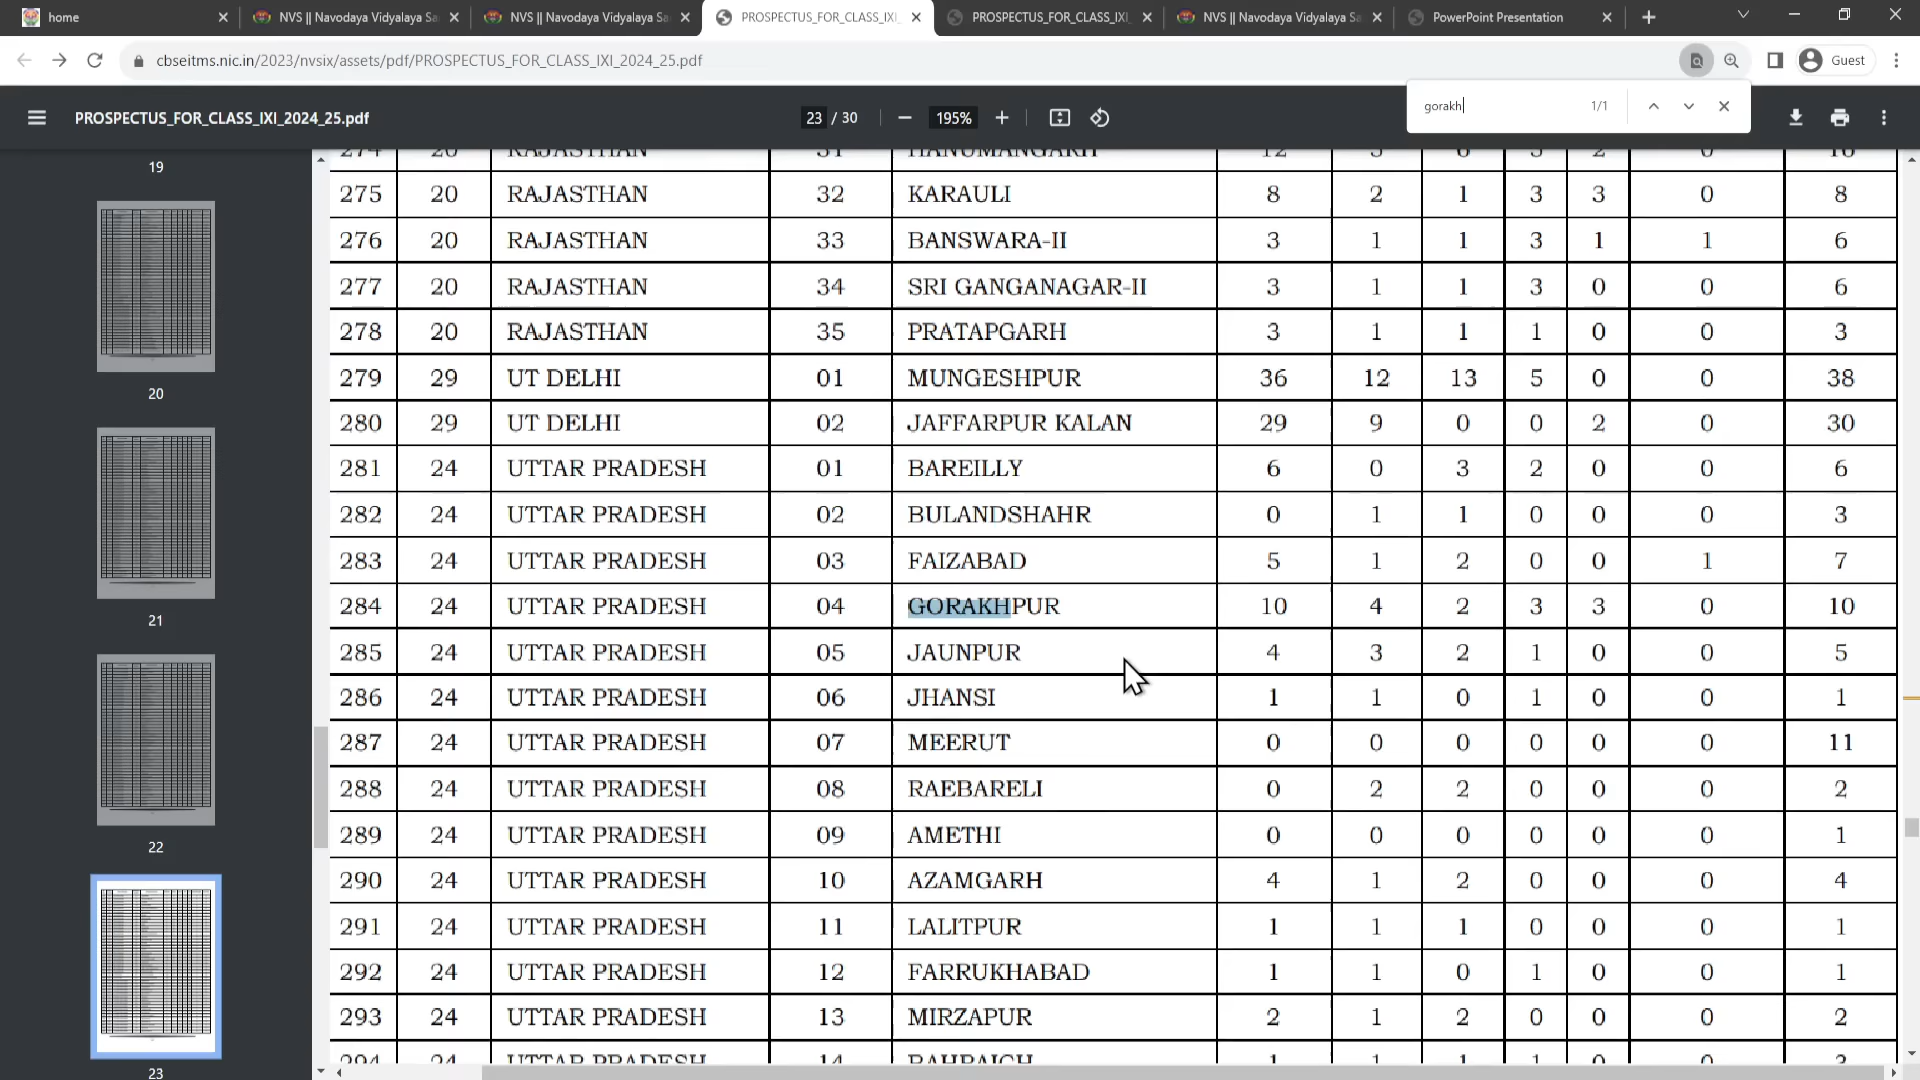 home
NVS || Navodaya Vidyalaya Sa
NVS || Navodaya Vidyalaya Sa
PROSPECTUS_FOR_CLASS_IXI_
PROSPECTUS_FOR_CLASS_IXI_
NVS || Navodaya Vidyalaya Sa
PowerPoint Presentation
cbseitms.nic.in/2023/nvsix/assets/pdf/PROSPECTUS_FOR_CLASS_IXI_2024_25.pdf
Guest
gorakh 1/1
PROSPECTUS_FOR_CLASS_IXI_2024_25.pdf 23 / 30 195%
19
20
21
22
23
274 20 RAJASTHAN 31 HANUMANGARH 12 5 6 5 2 0 16
275 20 RAJASTHAN 32 KARAULI 8 2 1 3 3 0 8
276 20 RAJASTHAN 33 BANSWARA-II 3 1 1 3 1 1 6
277 20 RAJASTHAN 34 SRI GANGANAGAR-II 3 1 1 3 0 0 6
278 20 RAJASTHAN 35 PRATAPGARH 3 1 1 1 0 0 3
279 29 UT DELHI 01 MUNGESHPUR 36 12 13 5 0 0 38
280 29 UT DELHI 02 JAFFARPUR KALAN 29 9 0 0 2 0 30
281 24 UTTAR PRADESH 01 BAREILLY 6 0 3 2 0 0 6
282 24 UTTAR PRADESH 02 BULANDSHAHR 0 1 1 0 0 0 3
283 24 UTTAR PRADESH 03 FAIZABAD 5 1 2 0 0 1 7
284 24 UTTAR PRADESH 04 GORAKHPUR 10 4 2 3 3 0 10
285 24 UTTAR PRADESH 05 JAUNPUR 4 3 2 1 0 0 5
286 24 UTTAR PRADESH 06 JHANSI 1 1 0 1 0 0 1
287 24 UTTAR PRADESH 07 MEERUT 0 0 0 0 0 0 11
288 24 UTTAR PRADESH 08 RAEBARELI 0 2 2 0 0 0 2
289 24 UTTAR PRADESH 09 AMETHI 0 0 0 0 0 0 1
290 24 UTTAR PRADESH 10 AZAMGARH 4 1 2 0 0 0 4
291 24 UTTAR PRADESH 11 LALITPUR 1 1 1 0 0 0 1
292 24 UTTAR PRADESH 12 FARRUKHABAD 1 1 0 1 0 0 1
293 24 UTTAR PRADESH 13 MIRZAPUR 2 1 2 0 0 0 2
294 24 UTTAR PRADESH 14 BAHRAICH 1 1 1 1 0 0